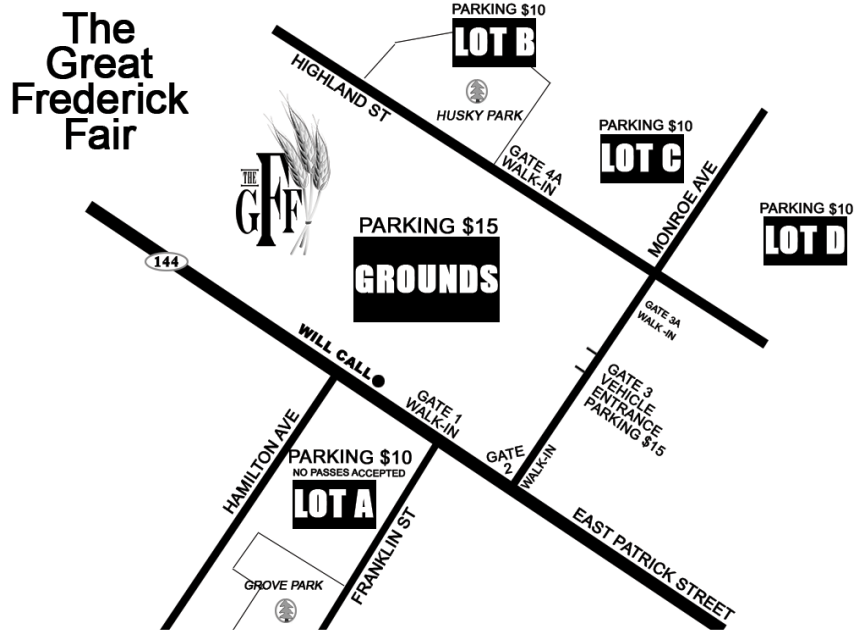 The
Great
Frederick
Fair
PARKING $10
LOT B
HIGHLAND ST
HUSKY PARK
GATE 4A
WALK-IN
PARKING $10
LOT C
MONROE AVE
PARKING $10
LOT D
THE
GFF
PARKING $15
GROUNDS
144
GATE 3A
WALK -IN
WILL CALL
GATE 3
VEHICLE
ENTRANCE
PARKING $15
GATE 1
WALK-IN
GATE
2
WALK-IN
HAMILTON AVE
PARKING $10
NO PASSES ACCEPTED
LOT A
FRANKLIN ST
EAST PATRICK STREET
GROVE PARK